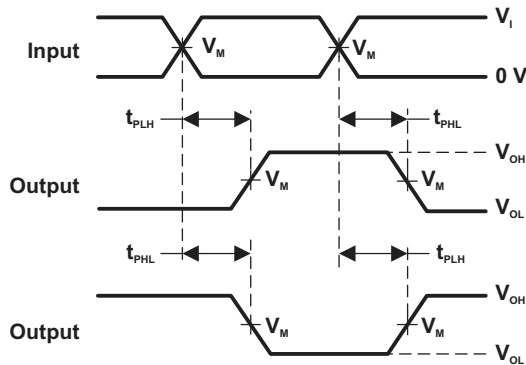 V_I
Input
V_M
V_M
0 V
t_PLH
t_PHL
V_OH
Output
V_M
V_M
V_OL
t_PHL
t_PLH
V_OH
Output
V_M
V_M
V_OL